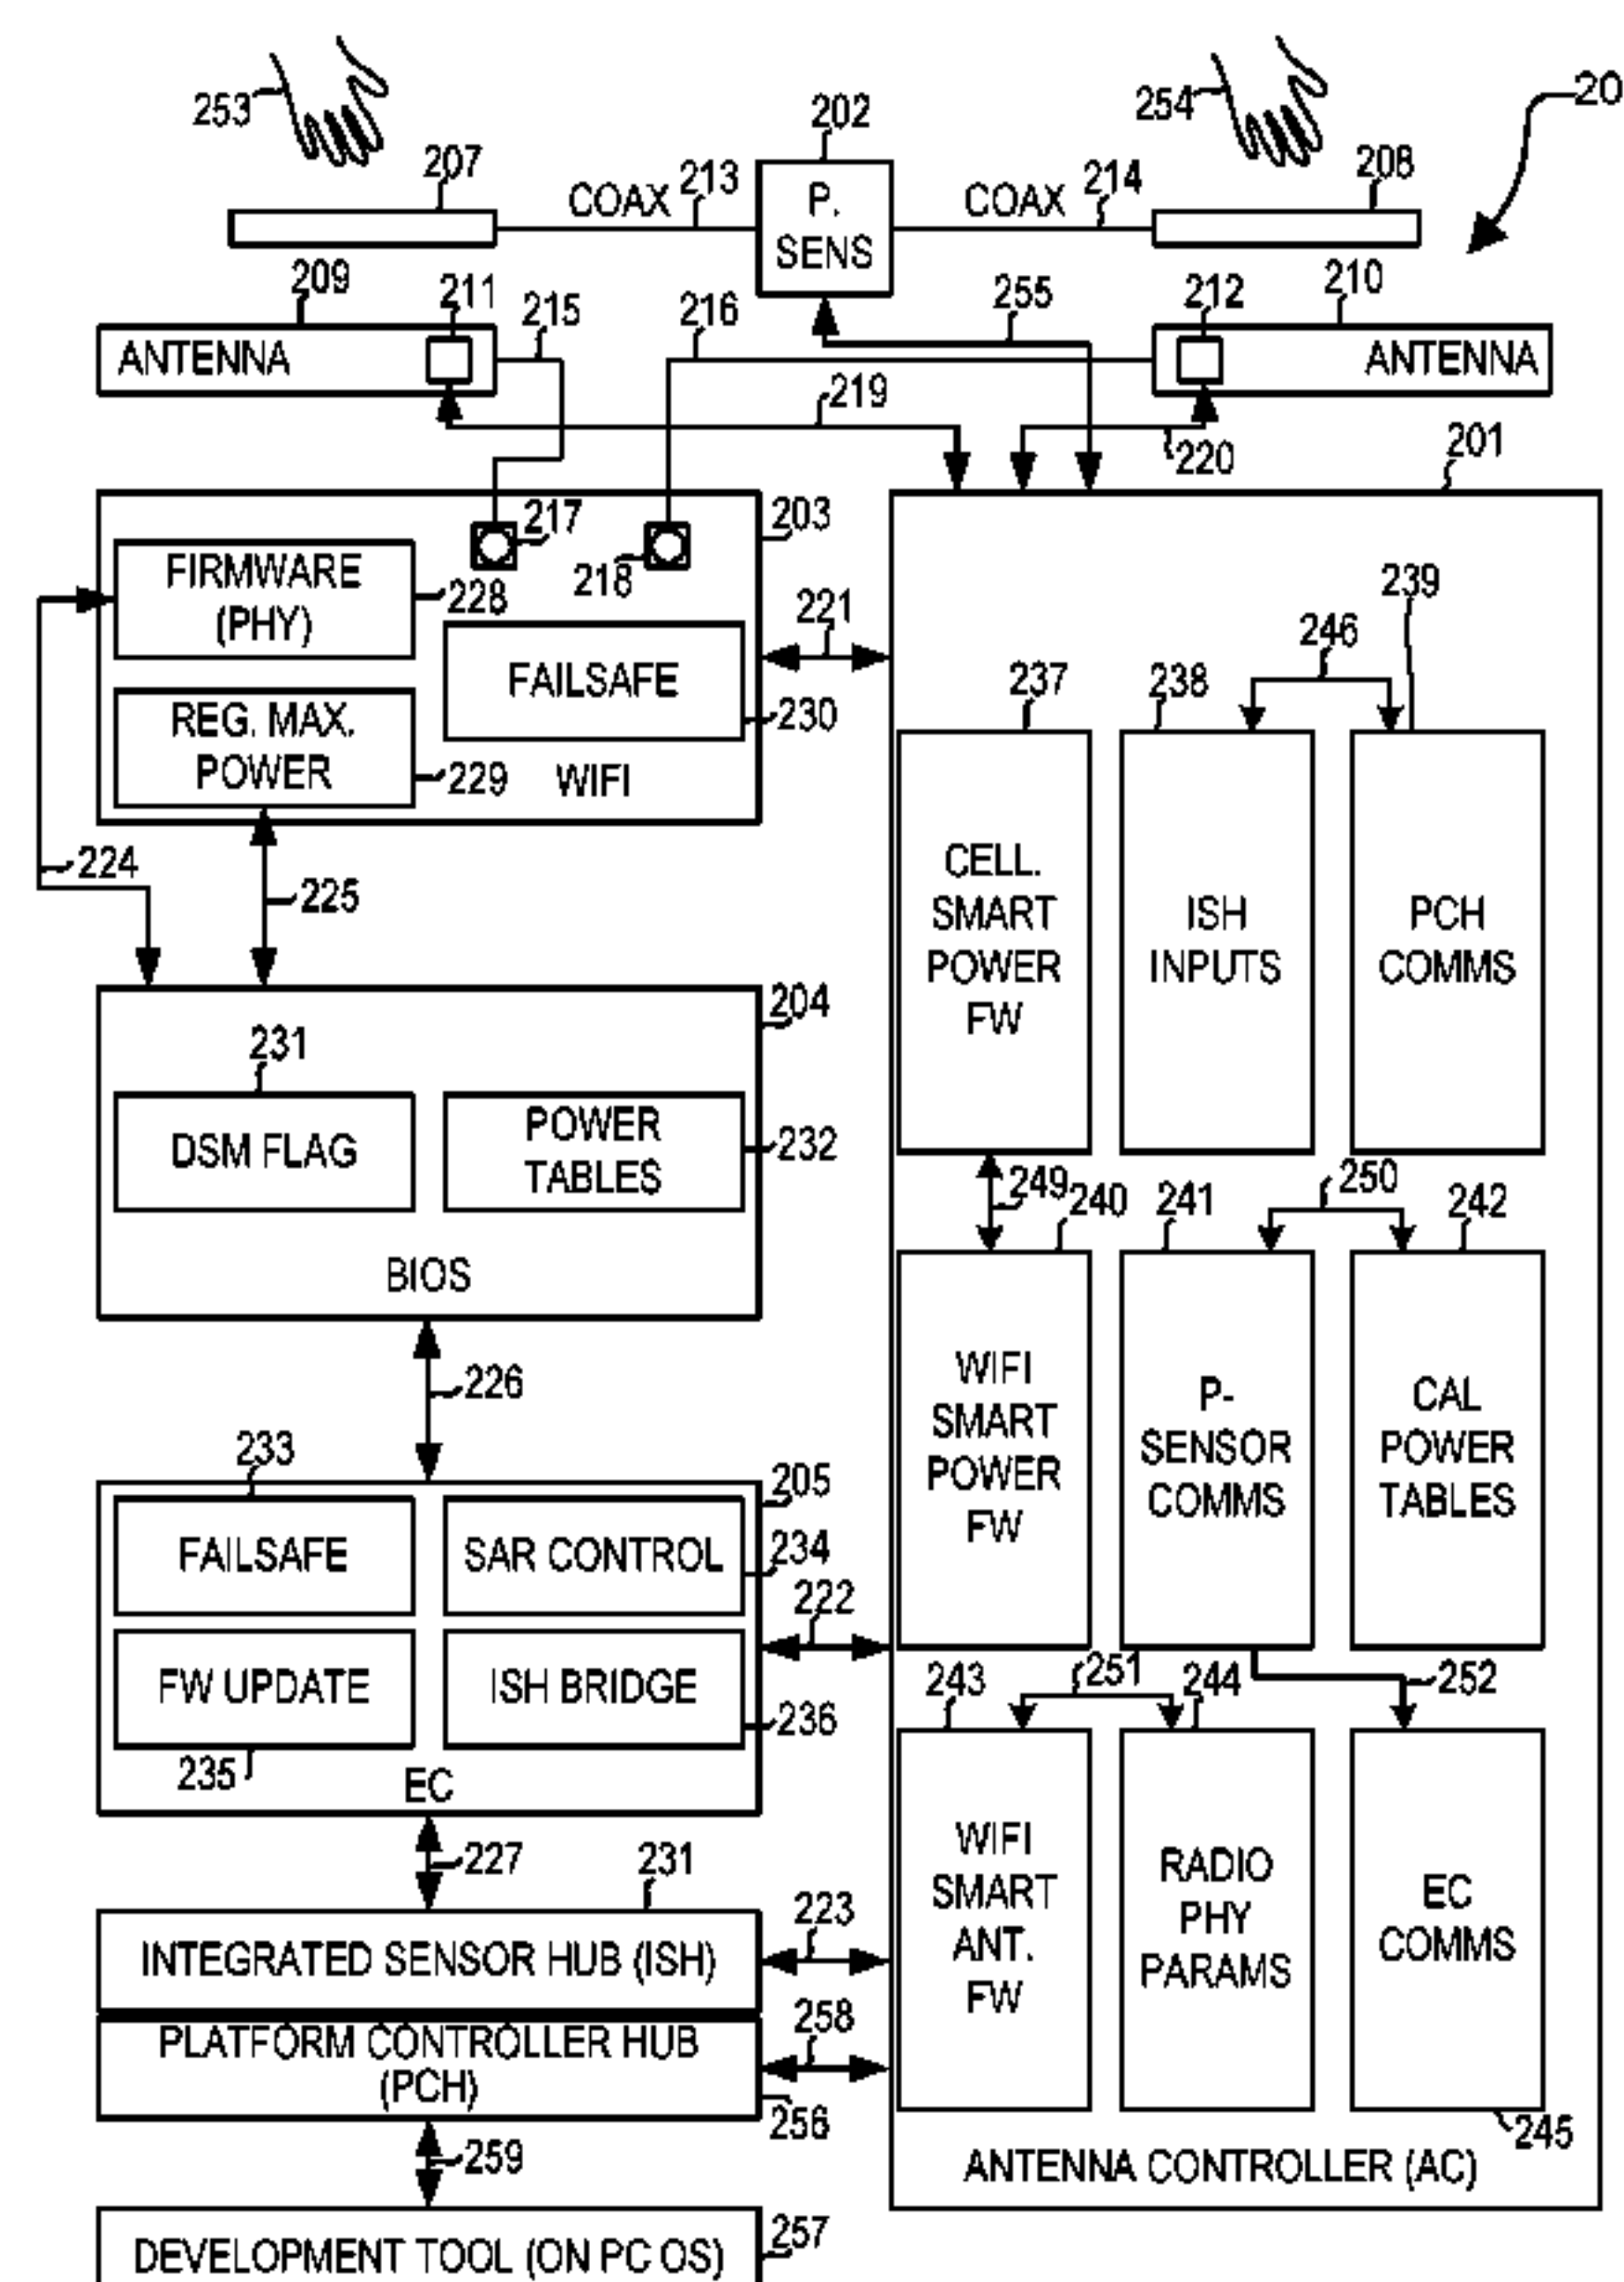 20
253
254
202
207
COAX
213
P.
SENS
COAX
214
208
209
211
215
216
255
212
210
ANTENNA
ANTENNA
219
220
201
217
203
218
FIRMWARE
(PHY)
228
221
239
246
FAILSAFE
230
237
238
REG. MAX.
POWER
229
WIFI
224
225
CELL.
SMART
POWER
FW
ISH
INPUTS
PCH
COMMS
204
231
DSM FLAG
POWER
TABLES
232
BIOS
249
240
241
250
242
226
WIFI
SMART
POWER
FW
P-
SENSOR
COMMS
CAL
POWER
TABLES
233
205
FAILSAFE
SAR CONTROL
234
222
FW UPDATE
ISH BRIDGE
236
235
EC
243
251
244
252
227
231
223
WIFI
SMART
ANT.
FW
RADIO
PHY
PARAMS
EC
COMMS
INTEGRATED SENSOR HUB (ISH)
PLATFORM CONTROLLER HUB
(PCH)
258
256
245
259
ANTENNA CONTROLLER (AC)
DEVELOPMENT TOOL (ON PC OS)
257